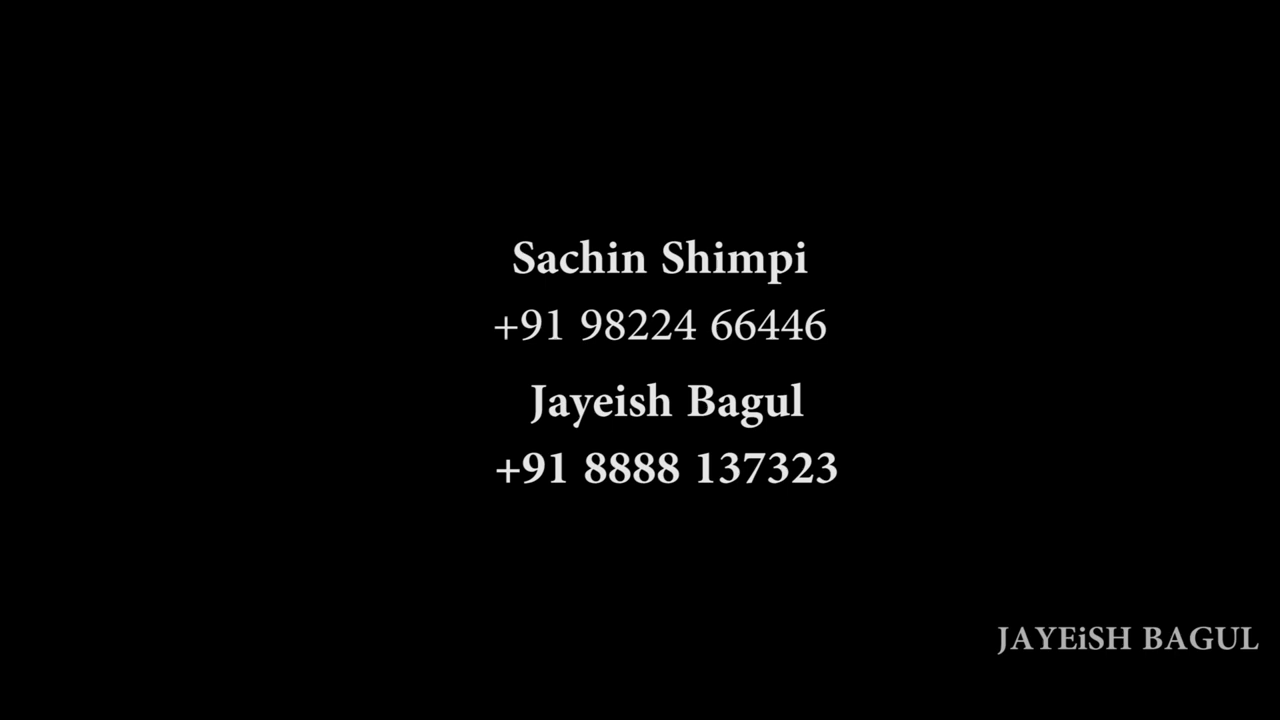 Sachin Shimpi
+91 98224 66446
Jayeish Bagul
+91 8888 137323
JAYEiSH BAGUL